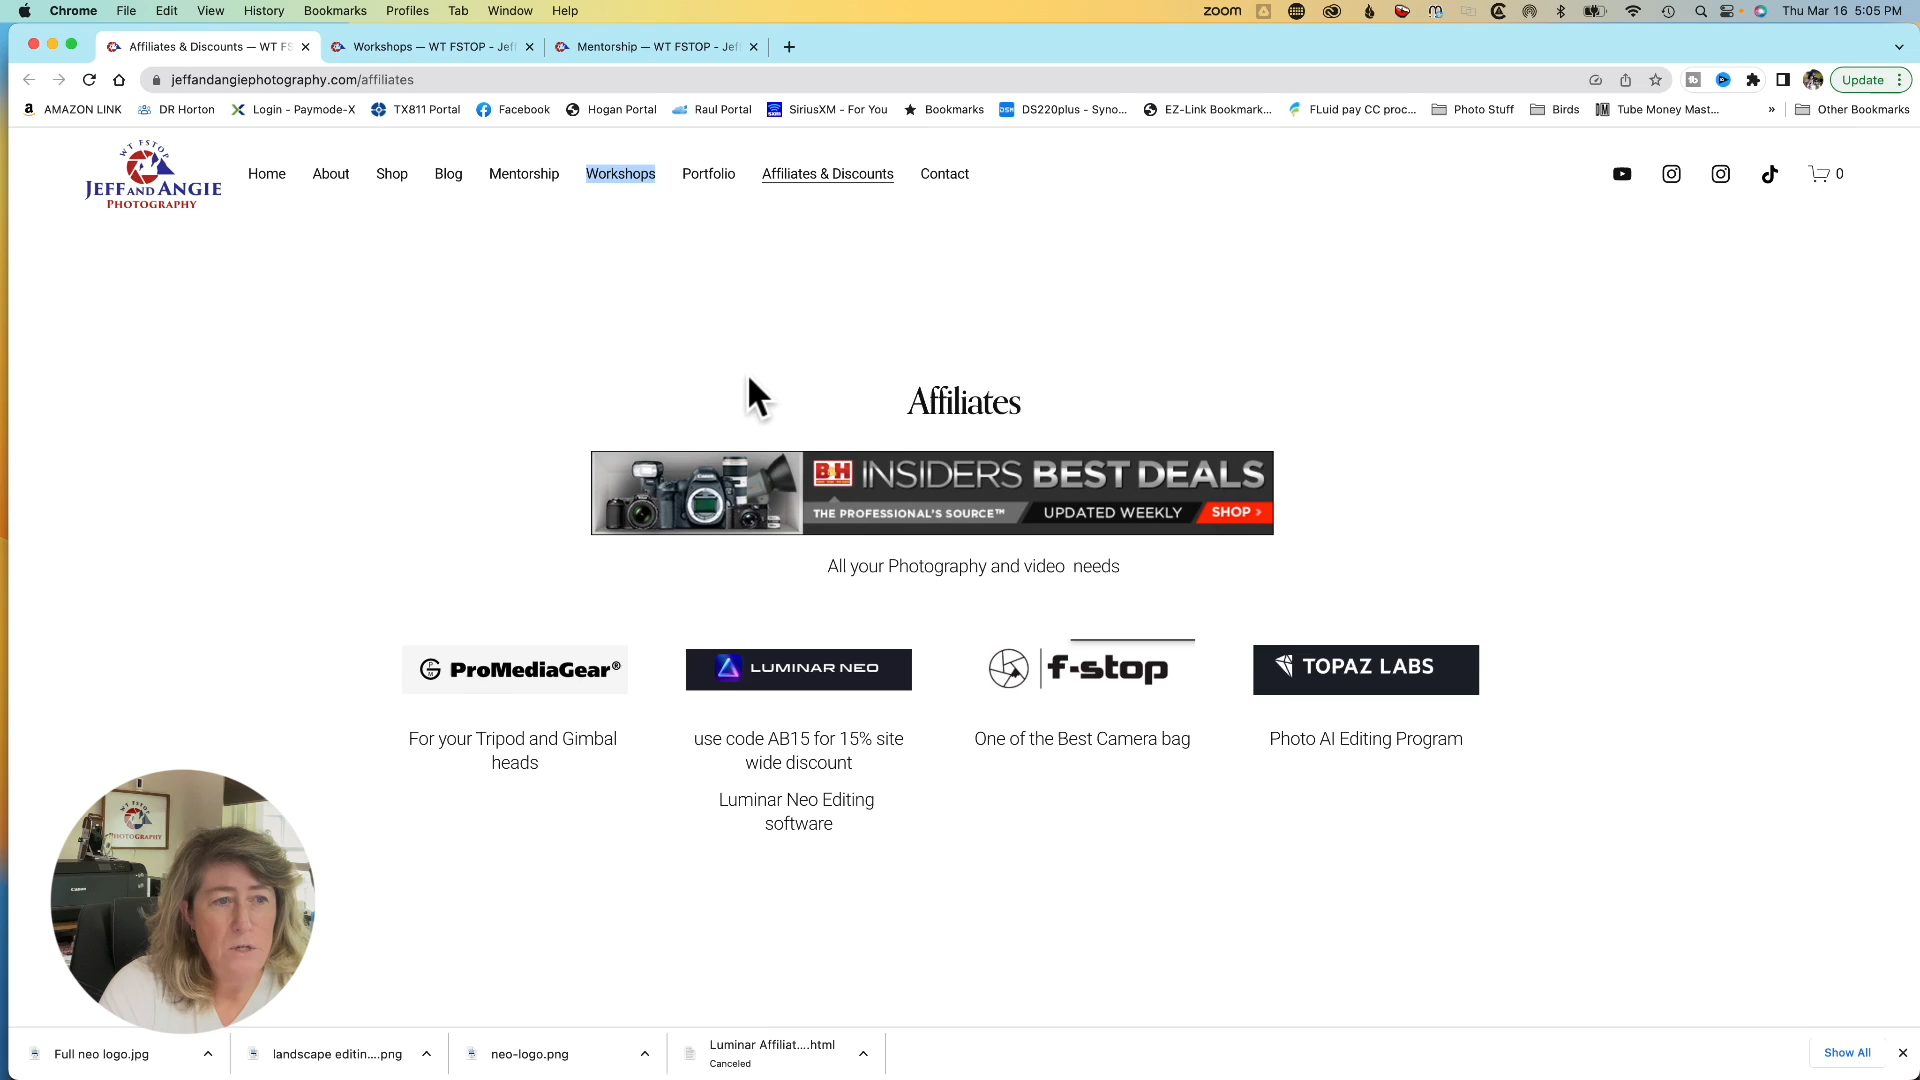 Chrome File Edit View History Bookmarks Profiles Tab Window Help zoom Thu Mar 16 5:05 PM
Affiliates & Discounts — WT FS Workshops — WT FSTOP - Jef Mentorship — WT FSTOP - Jef
jeffandangiephotography.com/affiliates Update
AMAZON LINK DR Horton Login - Paymode-X TX811 Portal Facebook Hogan Portal Raul Portal SiriusXM - For You Bookmarks DS220plus - Syno... EZ-Link Bookmark... FLuid pay CC proc... Photo Stuff Birds Tube Money Mast... » Other Bookmarks
WT FSTOP
JEFF AND ANGIE
PHOTOGRAPHY
Home About Shop Blog Mentorship Workshops Portfolio Affiliates & Discounts Contact 0
Affiliates
B&H INSIDERS BEST DEALS
THE PROFESSIONAL'S SOURCE™ UPDATED WEEKLY SHOP >
All your Photography and video needs
ProMediaGear® LUMINAR NEO f-stop TOPAZ LABS
For your Tripod and Gimbal
heads
use code AB15 for 15% site
wide discount
Luminar Neo Editing
software
One of the Best Camera bag
Photo AI Editing Program
WT FSTOP
PHOTOGRAPHY
Canon
Full neo logo.jpg landscape editin....png neo-logo.png Luminar Affiliat....html
Canceled
Show All